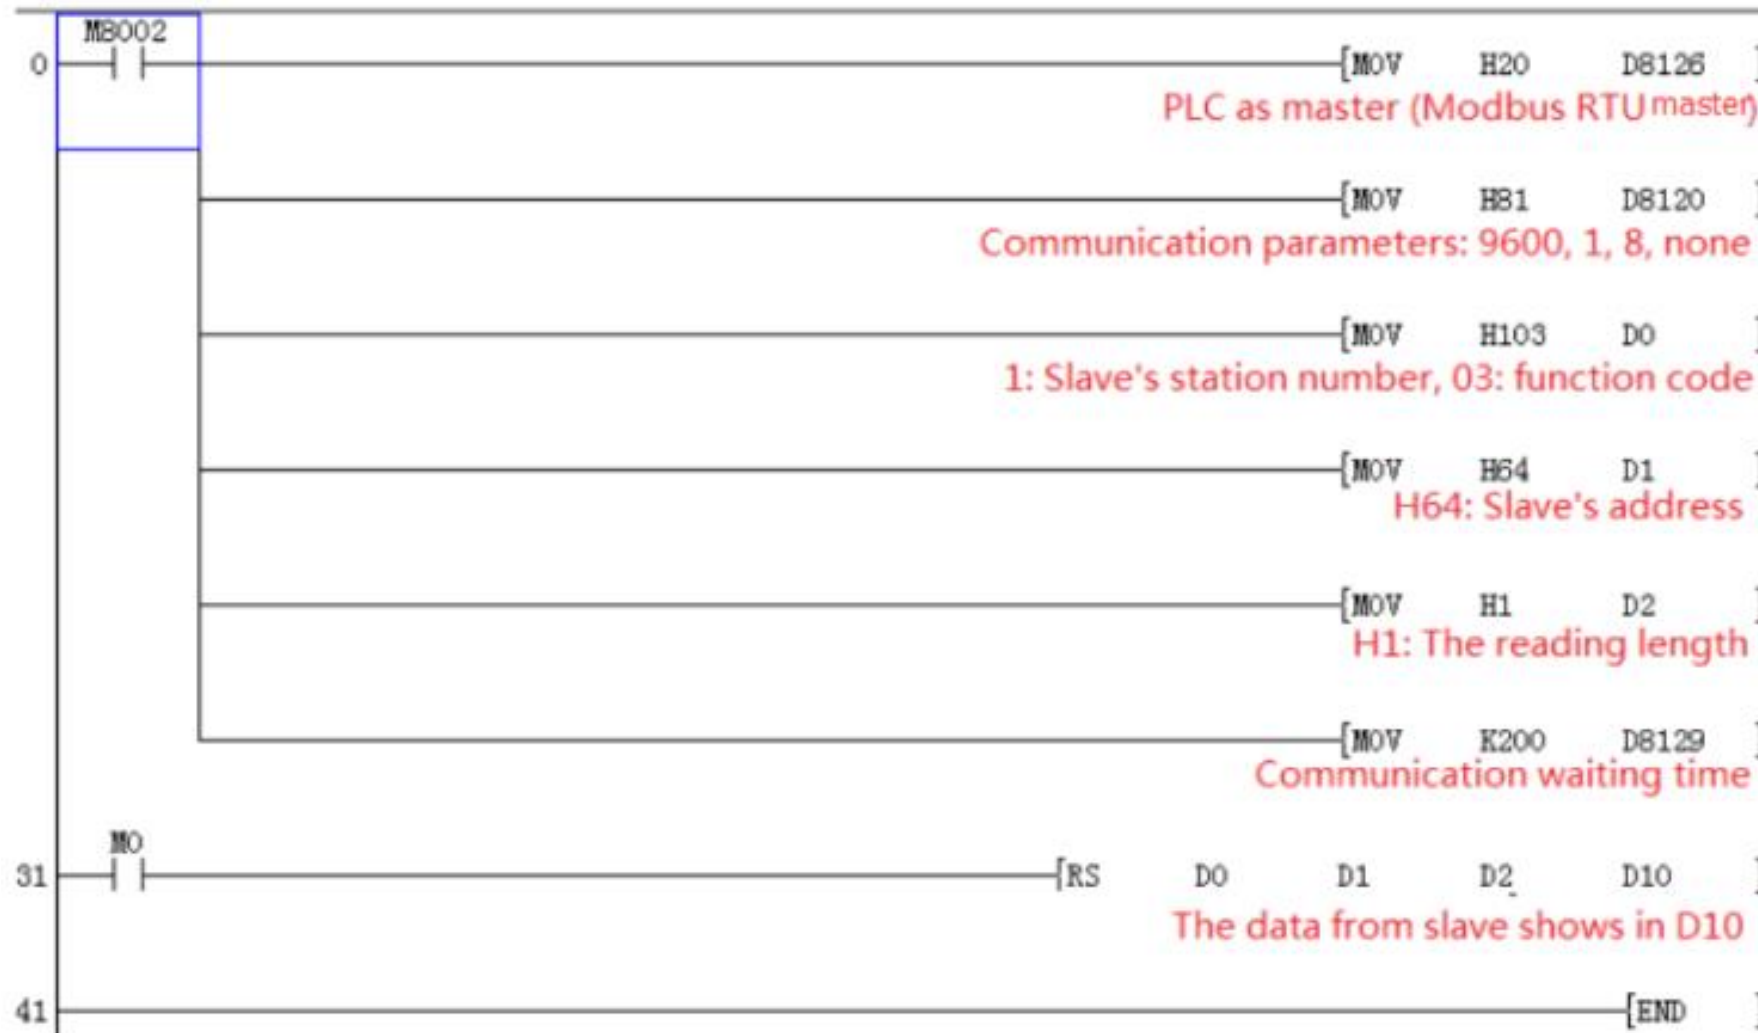 M8002
0 [MOV H20 D8126 ]
PLC as master (Modbus RTU master)
[MOV H81 D8120 ]
Communication parameters: 9600, 1, 8, none
[MOV H103 D0 ]
1: Slave's station number, 03: function code
[MOV H64 D1 ]
H64: Slave's address
[MOV H1 D2 ]
H1: The reading length
[MOV K200 D8129 ]
Communication waiting time
M0
31 [RS D0 D1 D2 D10 ]
The data from slave shows in D10
41 [END ]